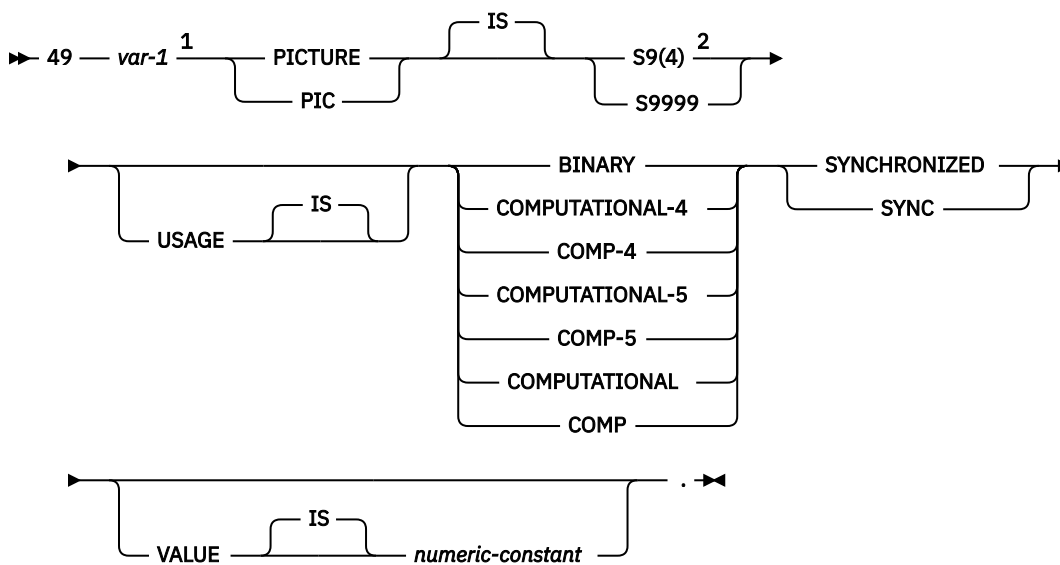 IS
49 var-1 1 PICTURE S9(4) 2
PIC S9999
BINARY SYNCHRONIZED
IS COMPUTATIONAL-4 SYNC
USAGE COMP-4
COMPUTATIONAL-5
COMP-5
COMPUTATIONAL
COMP
.
IS
VALUE numeric-constant